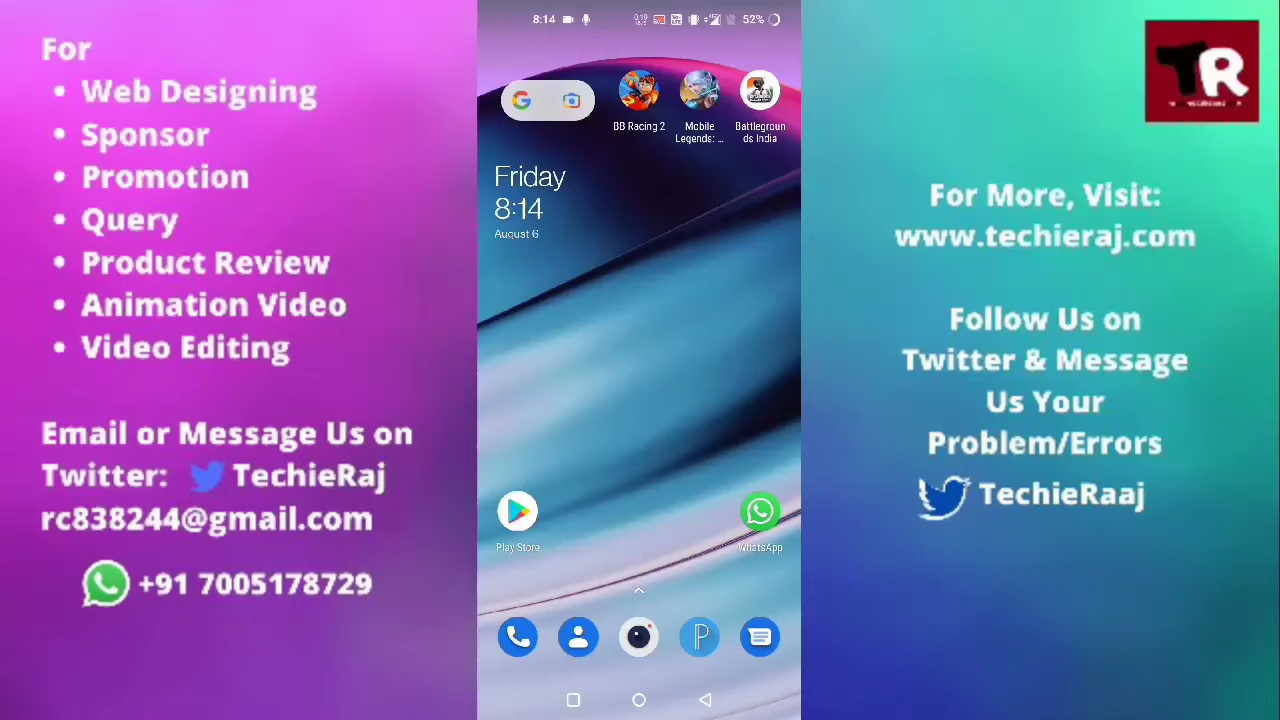 For
• Web Designing
• Sponsor
• Promotion
• Query
• Product Review
• Animation Video
• Video Editing
Email or Message Us on
Twitter: TechieRaj
rc838244@gmail.com
+91 7005178729
8:14
52%
BB Racing 2
Mobile
Legends: ...
Battlegroun
ds India
Friday
8:14
August 6
Play Store
WhatsApp
TR
For More, Visit:
www.techieraj.com
Follow Us on
Twitter & Message
Us Your
Problem/Errors
TechieRaaj